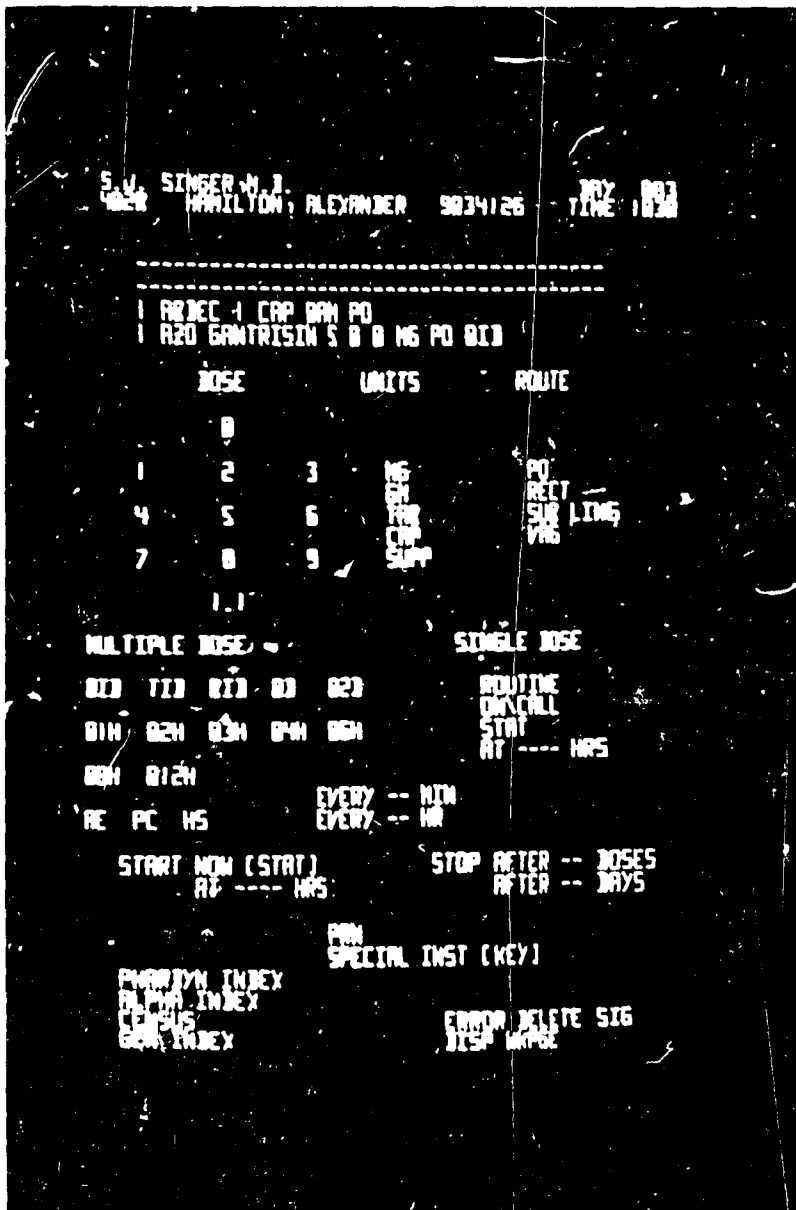 S.J. SINGER M.D. DAY 003
402A HAMILTON, ALEXANDER 9034126 TIME 1030
1 ABDEC 1 CAP QAM PO
1 A20 GANTRISIN 5 0 0 MG PO QID
DOSE UNITS ROUTE
0
1 2 3 MG PO
GM RECT
4 5 6 TAB SUB LING
CAP VAG
7 8 9 SUPP
1.1
MULTIPLE DOSE SINGLE DOSE
BID TID QID QD Q2D ROUTINE
ON\CALL
Q1H Q2H Q3H Q4H Q6H STAT
AT ---- HRS
Q8H Q12H
EVERY -- MIN
AC PC HS EVERY -- HR
START NOW [STAT] STOP AFTER -- DOSES
AT ---- HRS AFTER -- DAYS
PRN
SPECIAL INST [KEY]
INDEX
ALPHA INDEX
CENSUS ERROR DELETE SIG
INDEX DISP